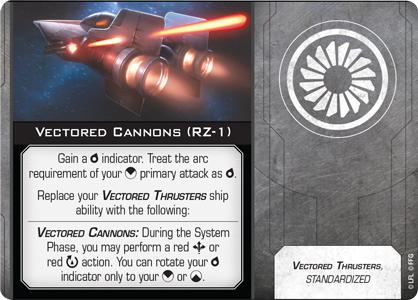 VECTORED CANNONS (RZ-1)
Gain a indicator. Treat the arc
requirement of your primary attack as .
Replace your VECTORED THRUSTERS ship
ability with the following:
VECTORED CANNONS: During the System
Phase, you may perform a red or
red action. You can rotate your
indicator only to your or .
VECTORED THRUSTERS,
STANDARDIZED
© LFL © FFG